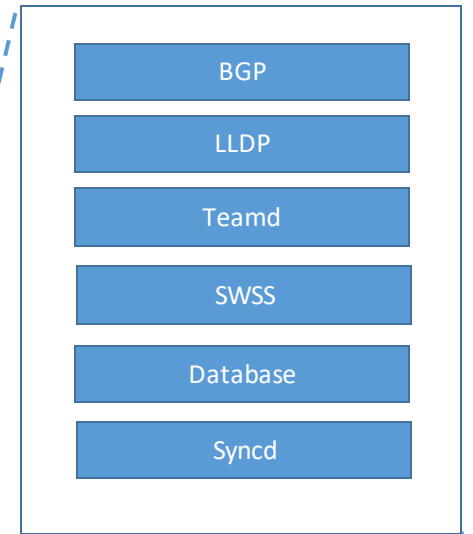 BGP
LLDP
Teamd
SWSS
Database
Syncd